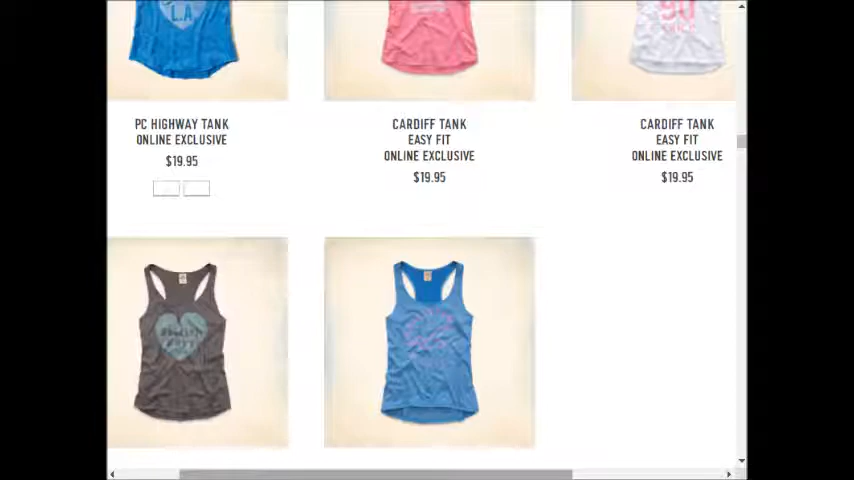 L.A
90
PC HIGHWAY TANK
ONLINE EXCLUSIVE
$19.95
CARDIFF TANK
EASY FIT
ONLINE EXCLUSIVE
$19.95
CARDIFF TANK
EASY FIT
ONLINE EXCLUSIVE
$19.95